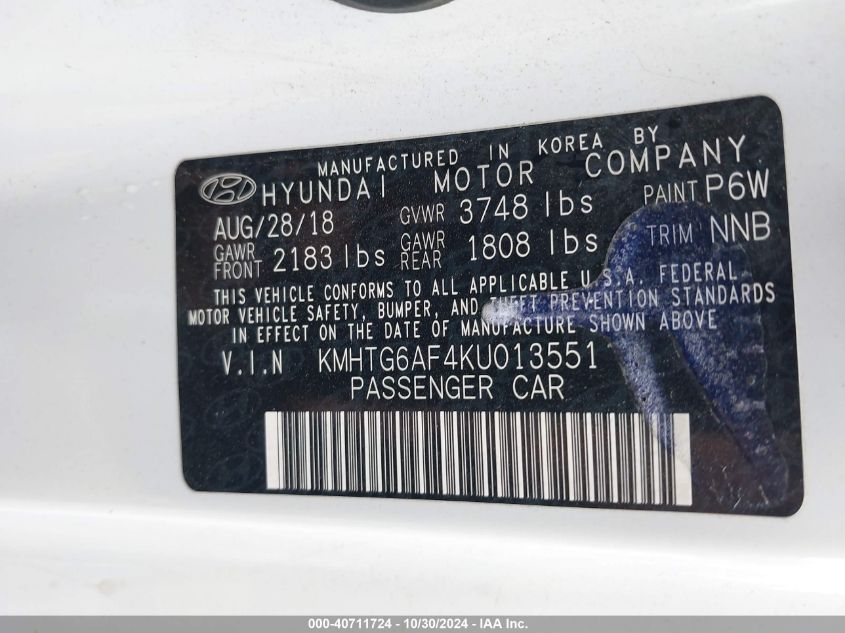 MANUFACTURED IN KOREA BY
HYUNDAI MOTOR COMPANY
AUG/28/18 GVWR 3748 lbs PAINT P6W
GAWR FRONT 2183 lbs GAWR REAR 1808 lbs TRIM NNB
THIS VEHICLE CONFORMS TO ALL APPLICABLE U.S.A. FEDERAL
MOTOR VEHICLE SAFETY, BUMPER, AND THEFT PREVENTION STANDARDS
IN EFFECT ON THE DATE OF MANUFACTURE SHOWN ABOVE
V.I.N KMHTG6AF4KU013551
PASSENGER CAR
000-40711724 - 10/30/2024 - IAA Inc.